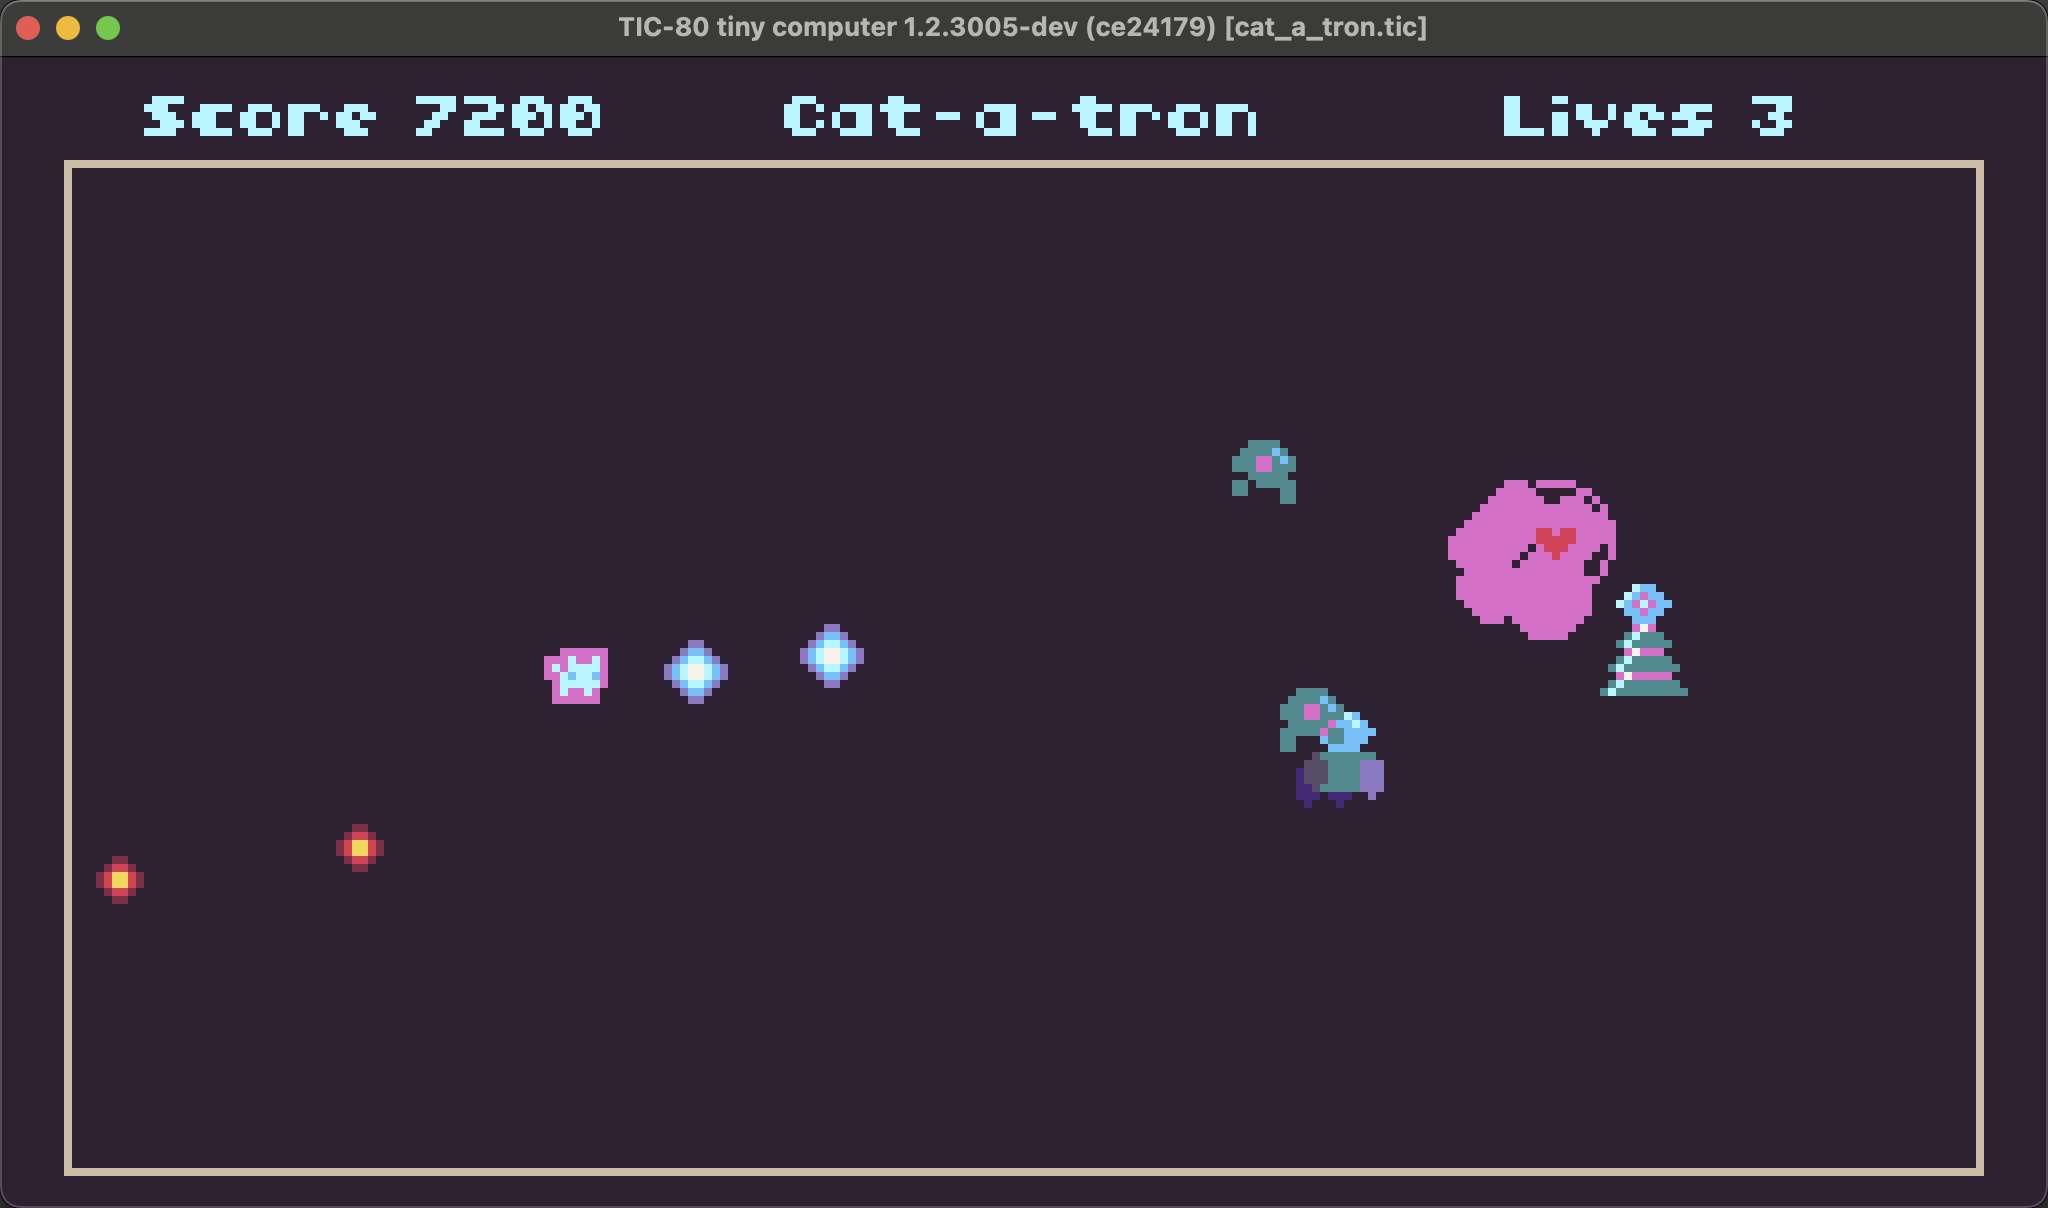 TIC-80 tiny computer 1.2.3005-dev (ce24179) [cat_a_tron.tic]
Score 7200 Cat-a-tron Lives 3